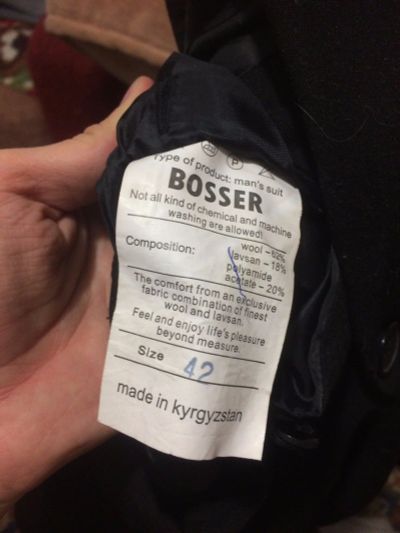 P
Type of product: man's suit
BOSSER
Not all kind of chemical and machine
washing are allowed!
Composition:
wool – 62%
lavsan – 18%
polyamide
acetate – 20%
The comfort from an exclusive
fabric combination of finest
wool and lavsan.
Feel and enjoy life's pleasure
beyond measure.
Size 42
made in kyrgyzstan